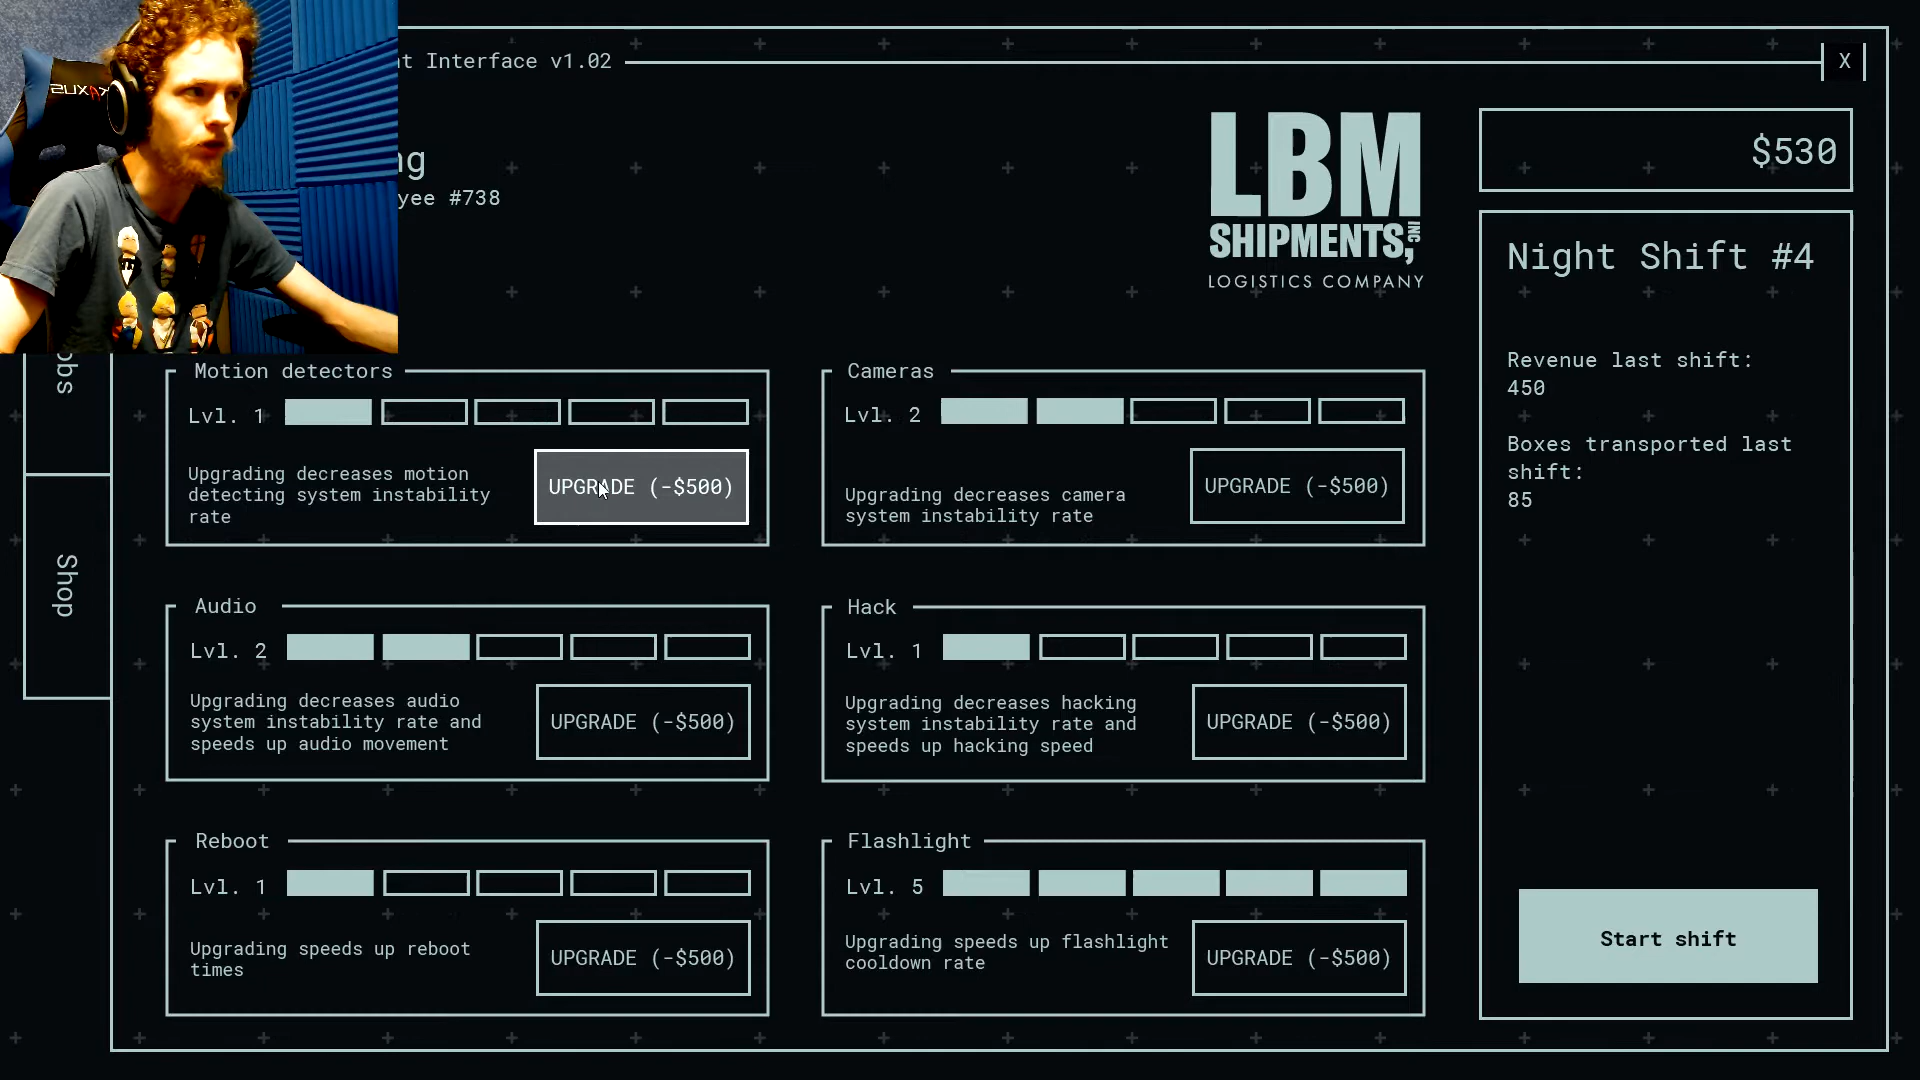 t Interface v1.02
X
ng
yee #738
LBM
SHIPMENTS, INC
LOGISTICS COMPANY
$530
Night Shift #4
Revenue last shift:
450
Boxes transported last
shift:
85
Start shift
obs
Shop
Motion detectors
Lvl. 1
Upgrading decreases motion
detecting system instability
rate
UPGRADE (-$500)
Cameras
Lvl. 2
Upgrading decreases camera
system instability rate
UPGRADE (-$500)
Audio
Lvl. 2
Upgrading decreases audio
system instability rate and
speeds up audio movement
UPGRADE (-$500)
Hack
Lvl. 1
Upgrading decreases hacking
system instability rate and
speeds up hacking speed
UPGRADE (-$500)
Reboot
Lvl. 1
Upgrading speeds up reboot
times
UPGRADE (-$500)
Flashlight
Lvl. 5
Upgrading speeds up flashlight
cooldown rate
UPGRADE (-$500)